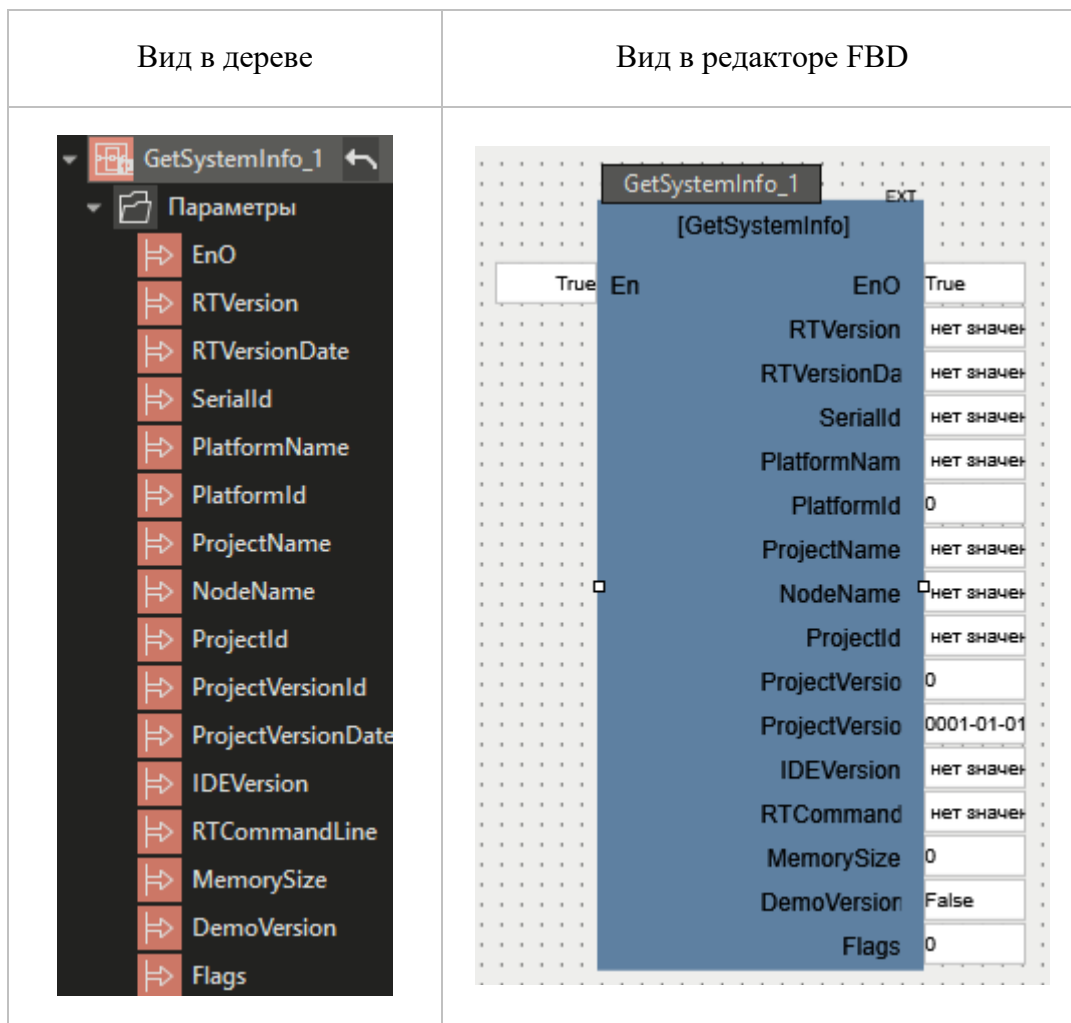 Вид в дереве
Вид в редакторе FBD
GetSystemInfo_1
Параметры
EnO
RTVersion
RTVersionDate
SerialId
PlatformName
PlatformId
ProjectName
NodeName
ProjectId
ProjectVersionId
ProjectVersionDate
IDEVersion
RTCommandLine
MemorySize
DemoVersion
Flags
GetSystemInfo_1
EXT
[GetSystemInfo]
True En EnO True
RTVersion нет значен
RTVersionDa нет значен
SerialId нет значен
PlatformNam нет значен
PlatformId 0
ProjectName нет значен
NodeName нет значен
ProjectId нет значен
ProjectVersio 0
ProjectVersio 0001-01-01
IDEVersion нет значен
RTCommand нет значен
MemorySize 0
DemoVersion False
Flags 0